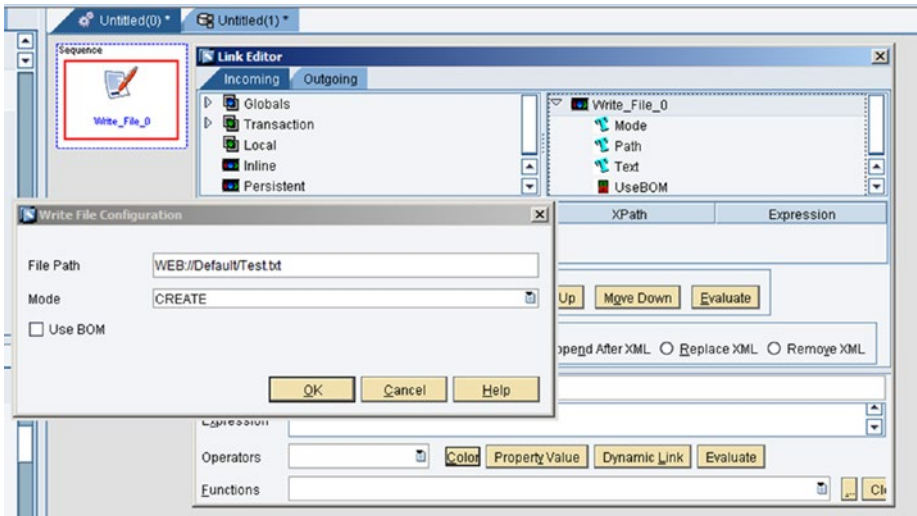 Untitled(0) *
Untitled(1) *
Sequence
Write_File_0
Link Editor
Incoming
Outgoing
Globals
Transaction
Local
Inline
Persistent
Write_File_0
Mode
Path
Text
UseBOM
XPath
Expression
Write File Configuration
File Path
WEB://Default/Test.txt
Mode
CREATE
Use BOM
OK
Cancel
Help
Up
Move Down
Evaluate
ppend After XML
Replace XML
Remove XML
Expression
Operators
Color
Property Value
Dynamic Link
Evaluate
Functions
...
Cle